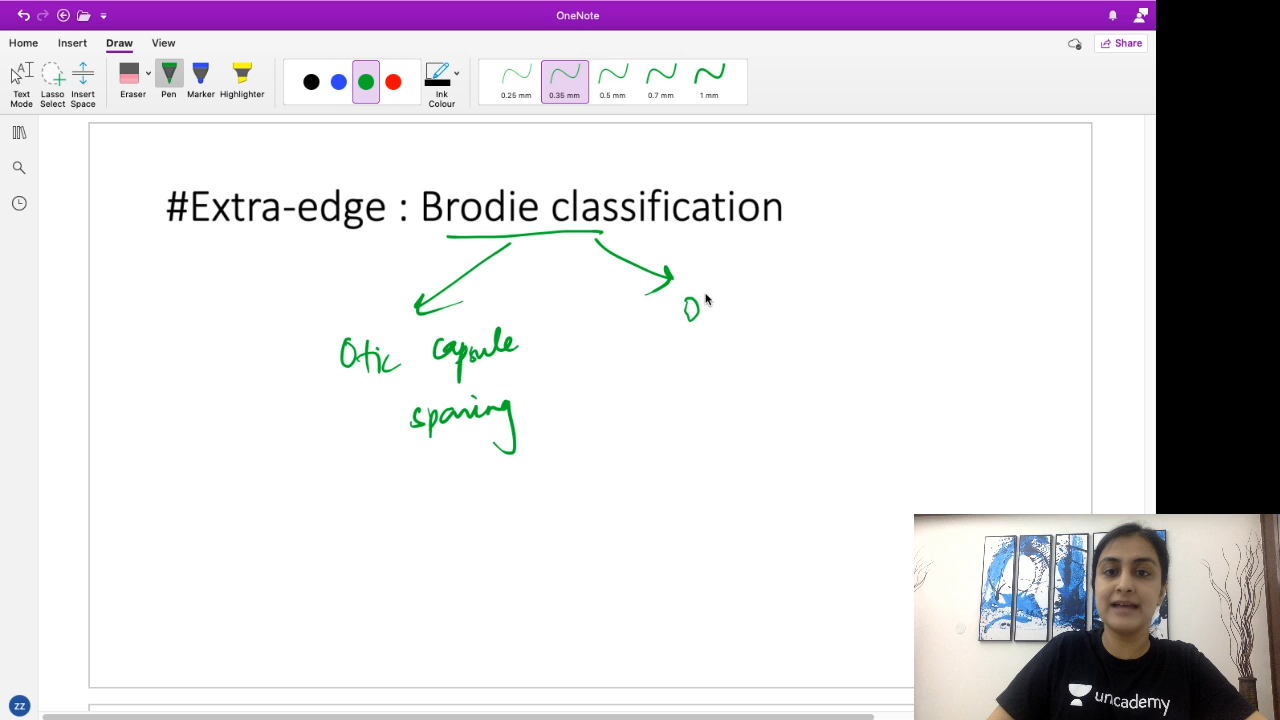 OneNote
Home Insert Draw View
Share
Text Mode
Lasso Select
Insert Space
Eraser
Pen
Marker
Highlighter
Ink Colour
0.25 mm
0.35 mm
0.5 mm
0.7 mm
1 mm
#Extra-edge : Brodie classification
O
Otic capsule
sparing
uncademy
ZZ